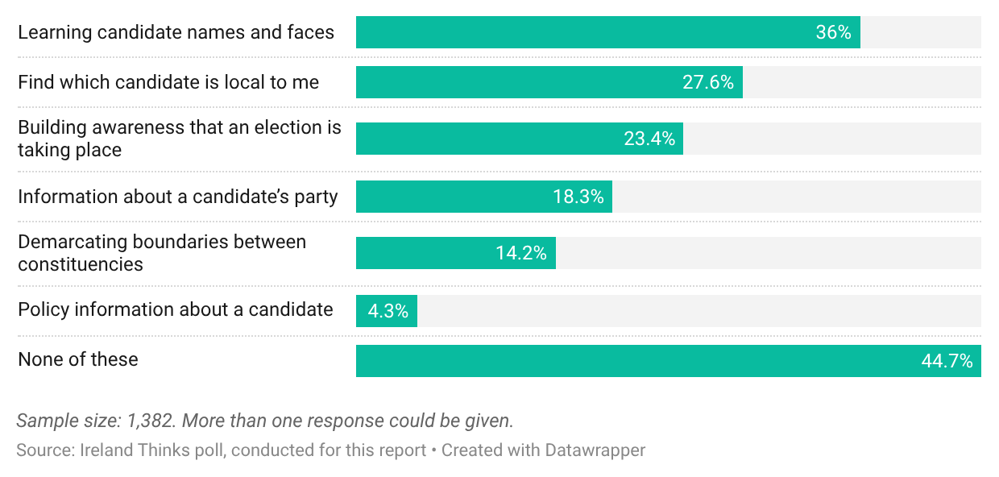 Learning candidate names and faces
36%
Find which candidate is local to me
27.6%
Building awareness that an election is
taking place
23.4%
Information about a candidate’s party
18.3%
Demarcating boundaries between
constituencies
14.2%
Policy information about a candidate
4.3%
None of these
44.7%
Sample size: 1,382. More than one response could be given.
Source: Ireland Thinks poll, conducted for this report • Created with Datawrapper